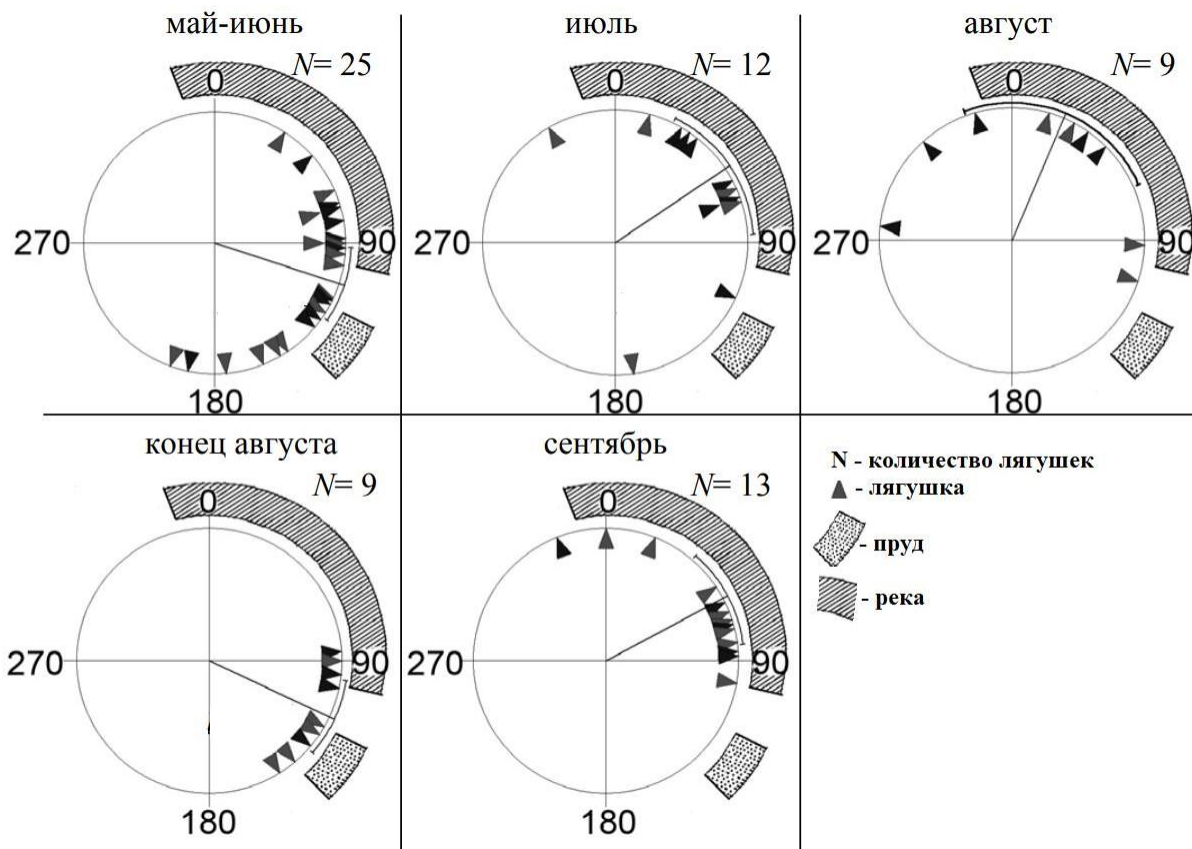 май-июнь
N= 25
0
270
90
180
июль
N= 12
0
270
90
180
август
N= 9
0
270
90
180
конец августа
N= 9
0
270
90
180
сентябрь
N= 13
0
270
90
180
N - количество лягушек
- лягушка
- пруд
- река